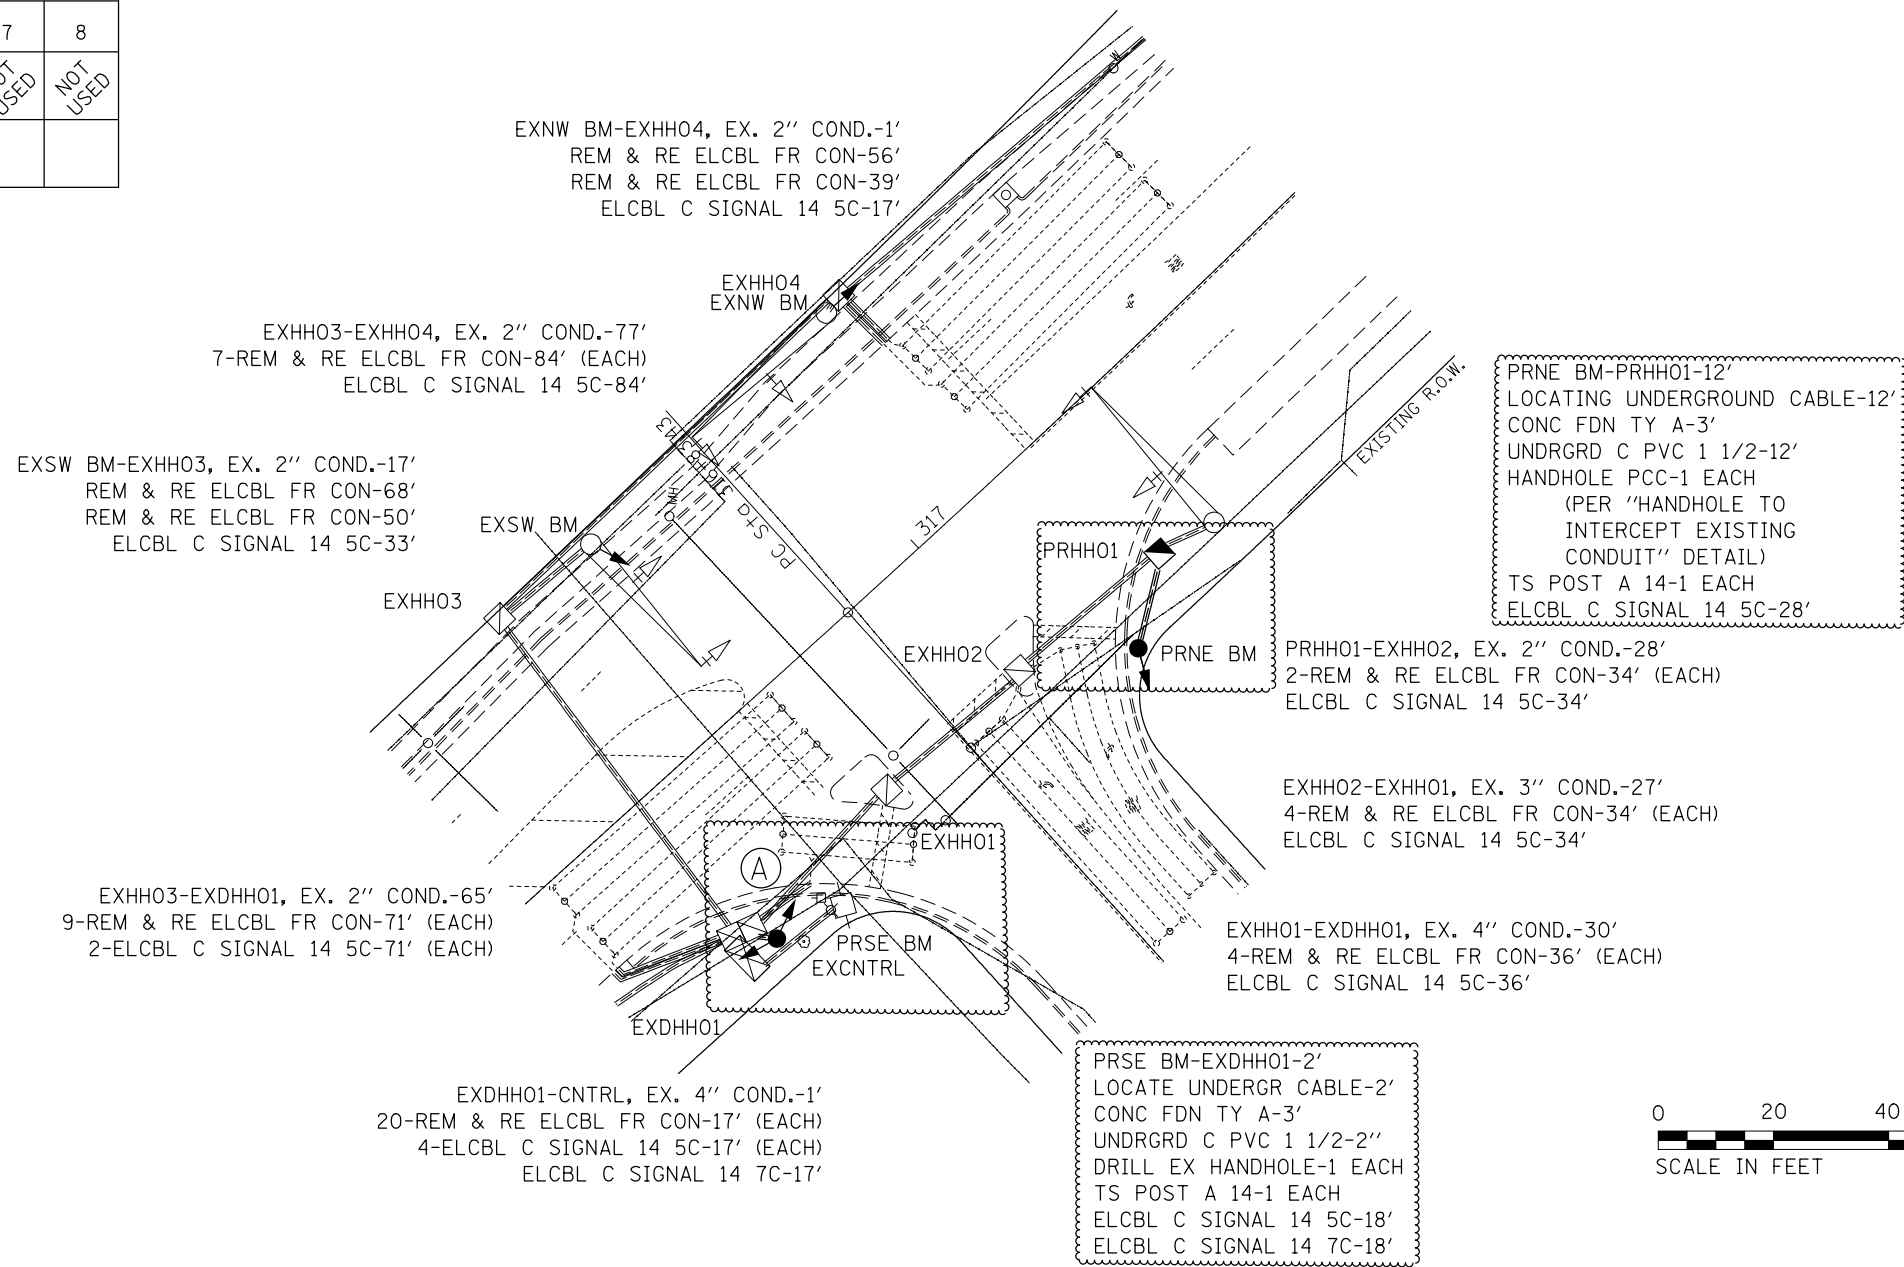 7
8
NOT
USED
EXNW BM-EXHH04, EX. 2'' COND.-1'
REM & RE ELCBL FR CON-56'
REM & RE ELCBL FR CON-39'
ELCBL C SIGNAL 14 5C-17'
EXHH04
EXNW BM
EXHH03-EXHH04, EX. 2'' COND.-77'
7-REM & RE ELCBL FR CON-84' (EACH)
ELCBL C SIGNAL 14 5C-84'
EXSW BM-EXHH03, EX. 2'' COND.-17'
REM & RE ELCBL FR CON-68'
REM & RE ELCBL FR CON-50'
ELCBL C SIGNAL 14 5C-33'
EXSW BM
EXHH03
PC Sta
317
EXISTING R.O.W.
PRNE BM-PRHH01-12'
LOCATING UNDERGROUND CABLE-12'
CONC FDN TY A-3'
UNDRGRD C PVC 1 1/2-12'
HANDHOLE PCC-1 EACH
(PER "HANDHOLE TO
INTERCEPT EXISTING
CONDUIT" DETAIL)
TS POST A 14-1 EACH
ELCBL C SIGNAL 14 5C-28'
PRHH01
EXHH02
PRNE BM
PRHH01-EXHH02, EX. 2'' COND.-28'
2-REM & RE ELCBL FR CON-34' (EACH)
ELCBL C SIGNAL 14 5C-34'
EXHH02-EXHH01, EX. 3'' COND.-27'
4-REM & RE ELCBL FR CON-34' (EACH)
ELCBL C SIGNAL 14 5C-34'
EXHH01
A
EXHH03-EXDHH01, EX. 2'' COND.-65'
9-REM & RE ELCBL FR CON-71' (EACH)
2-ELCBL C SIGNAL 14 5C-71' (EACH)
PRSE BM
EXCNTRL
EXHH01-EXDHH01, EX. 4'' COND.-30'
4-REM & RE ELCBL FR CON-36' (EACH)
ELCBL C SIGNAL 14 5C-36'
EXDHH01
EXDHH01-CNTRL, EX. 4'' COND.-1'
20-REM & RE ELCBL FR CON-17' (EACH)
4-ELCBL C SIGNAL 14 5C-17' (EACH)
ELCBL C SIGNAL 14 7C-17'
PRSE BM-EXDHH01-2'
LOCATE UNDERGR CABLE-2'
CONC FDN TY A-3'
UNDRGRD C PVC 1 1/2-2''
DRILL EX HANDHOLE-1 EACH
TS POST A 14-1 EACH
ELCBL C SIGNAL 14 5C-18'
ELCBL C SIGNAL 14 7C-18'
0 20 40
SCALE IN FEET